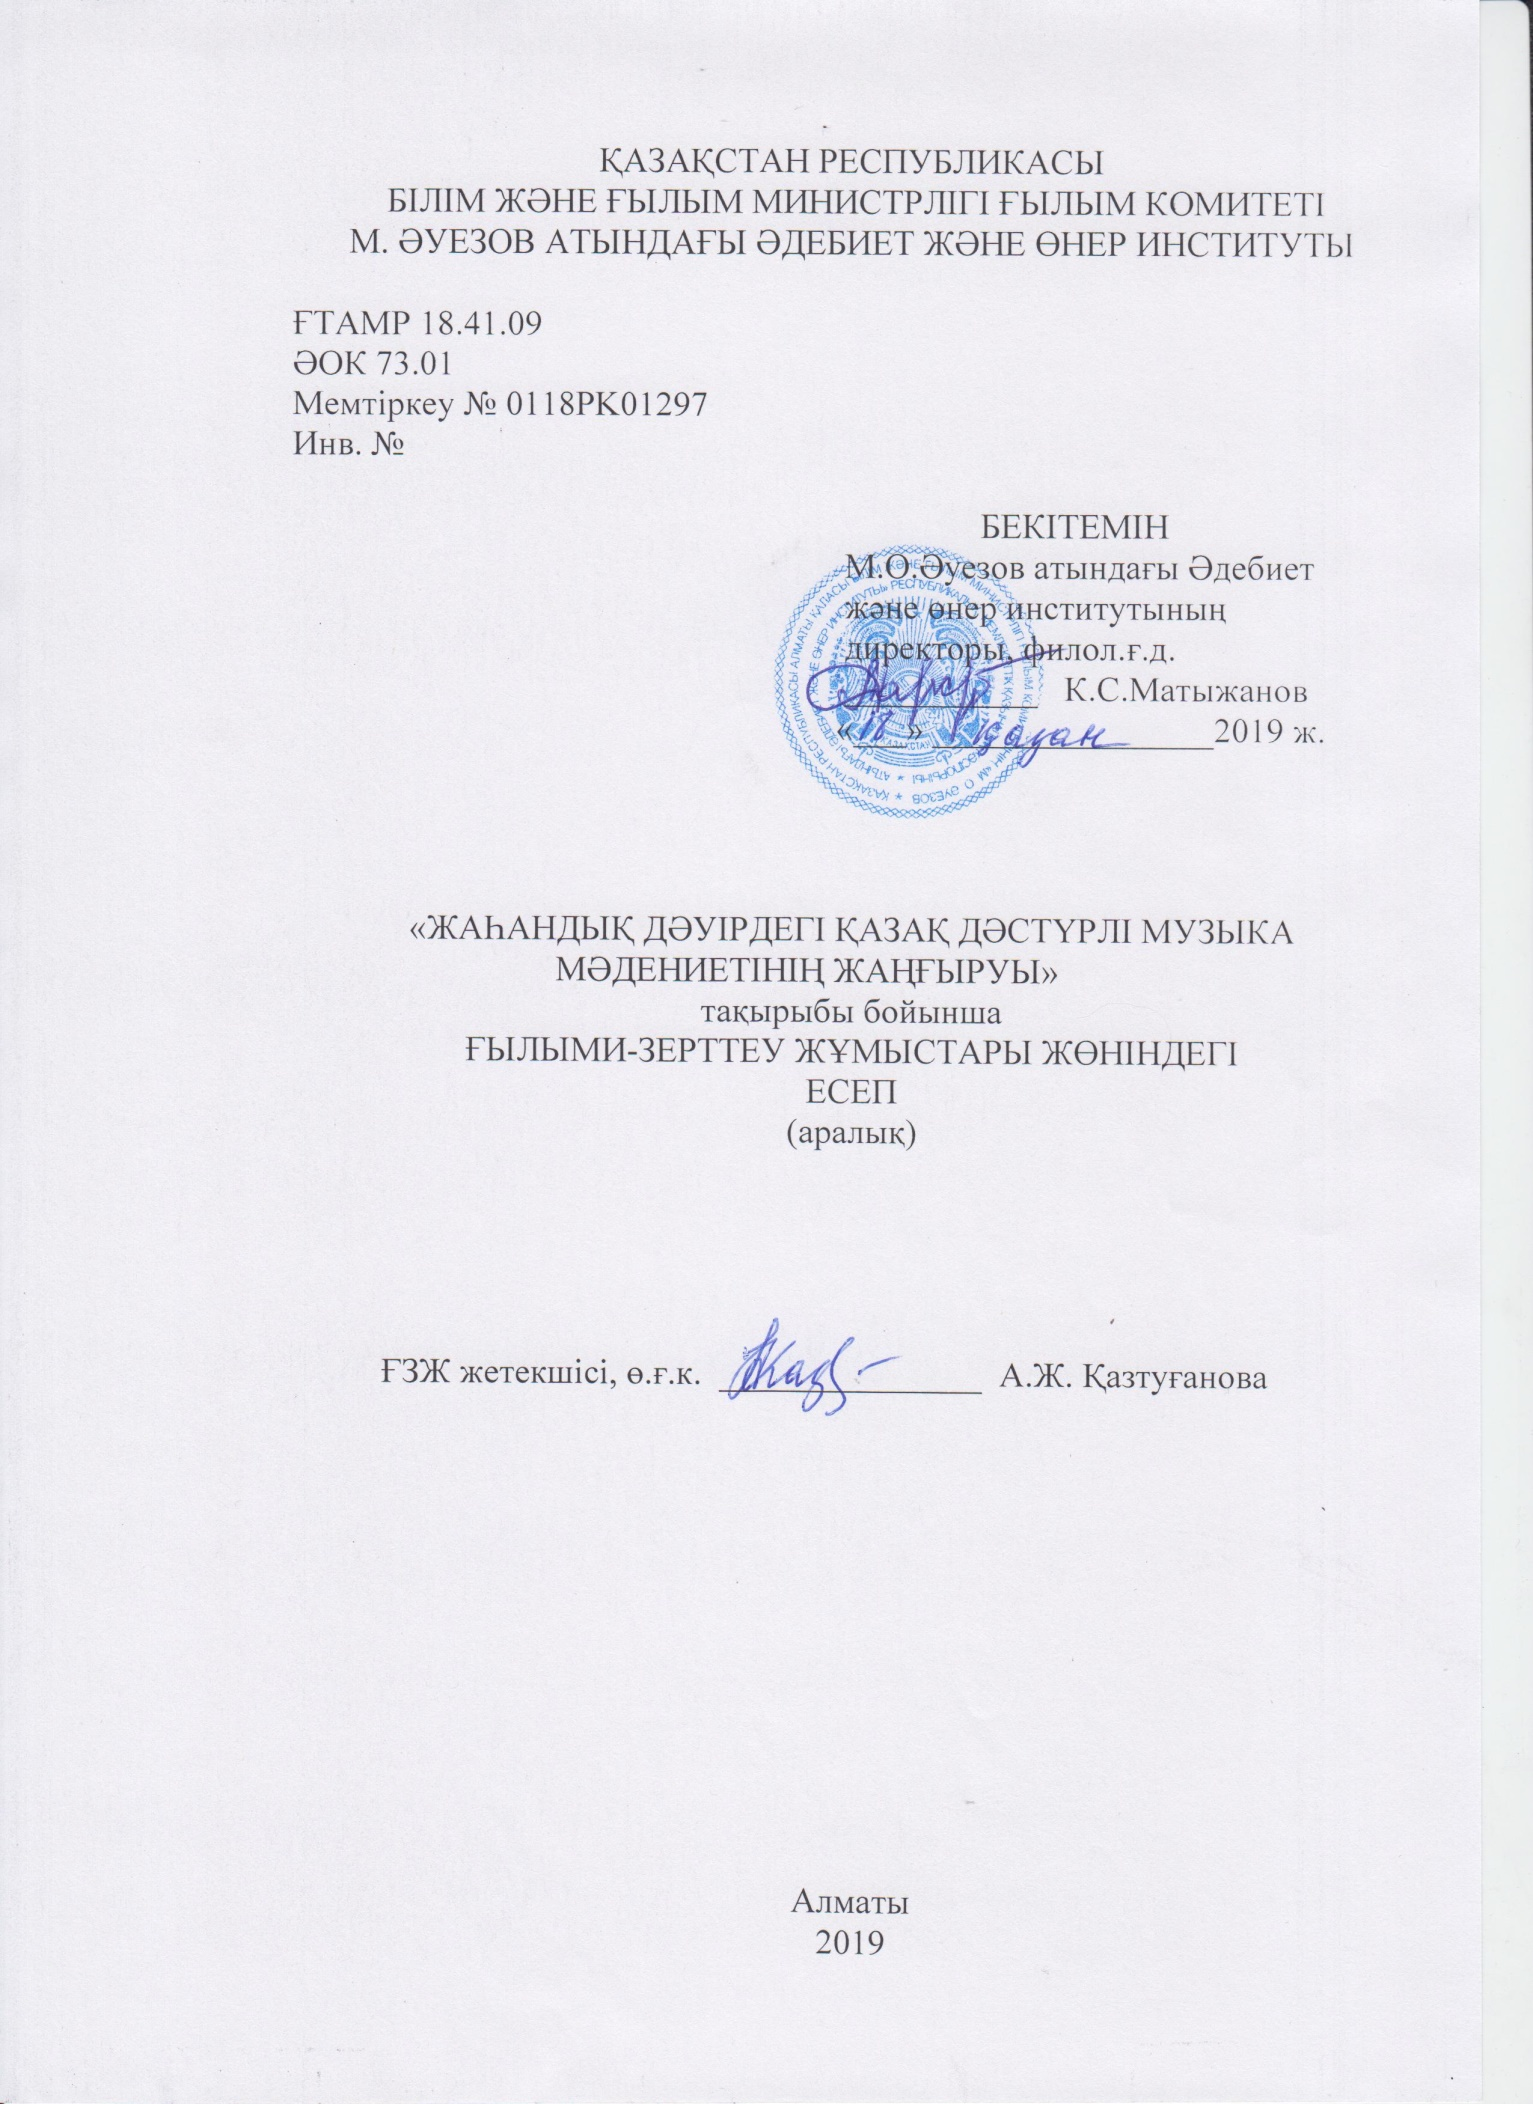 ҚАЗАҚСТАН РЕСПУБЛИКАСЫ
БІЛІМ ЖӘНЕ ҒЫЛЫМ МИНИСТРЛІГІ ҒЫЛЫМ КОМИТЕТІ
М. ӘУЕЗОВ АТЫНДАҒЫ ӘДЕБИЕТ ЖӘНЕ ӨНЕР ИНСТИТУТЫ
ҒТАМР 18.41.09
ӘОК 73.01
Мемтіркеу № 0118РК01297
Инв. №
БЕКІТЕМІН
М.О.Әуезов атындағы Әдебиет
және өнер институтының
директоры, филол.ғ.д.
К.С.Матыжанов
« » қазан 2019 ж.
«ЖАҺАНДЫҚ ДӘУІРДЕГІ ҚАЗАҚ ДӘСТҮРЛІ МУЗЫКА
МӘДЕНИЕТІНІҢ ЖАҢҒЫРУЫ»
тақырыбы бойынша
ҒЫЛЫМИ-ЗЕРТТЕУ ЖҰМЫСТАРЫ ЖӨНІНДЕГІ
ЕСЕП
(аралық)
ҒЗЖ жетекшісі, ө.ғ.к. А.Ж. Қазтуғанова
Алматы
2019